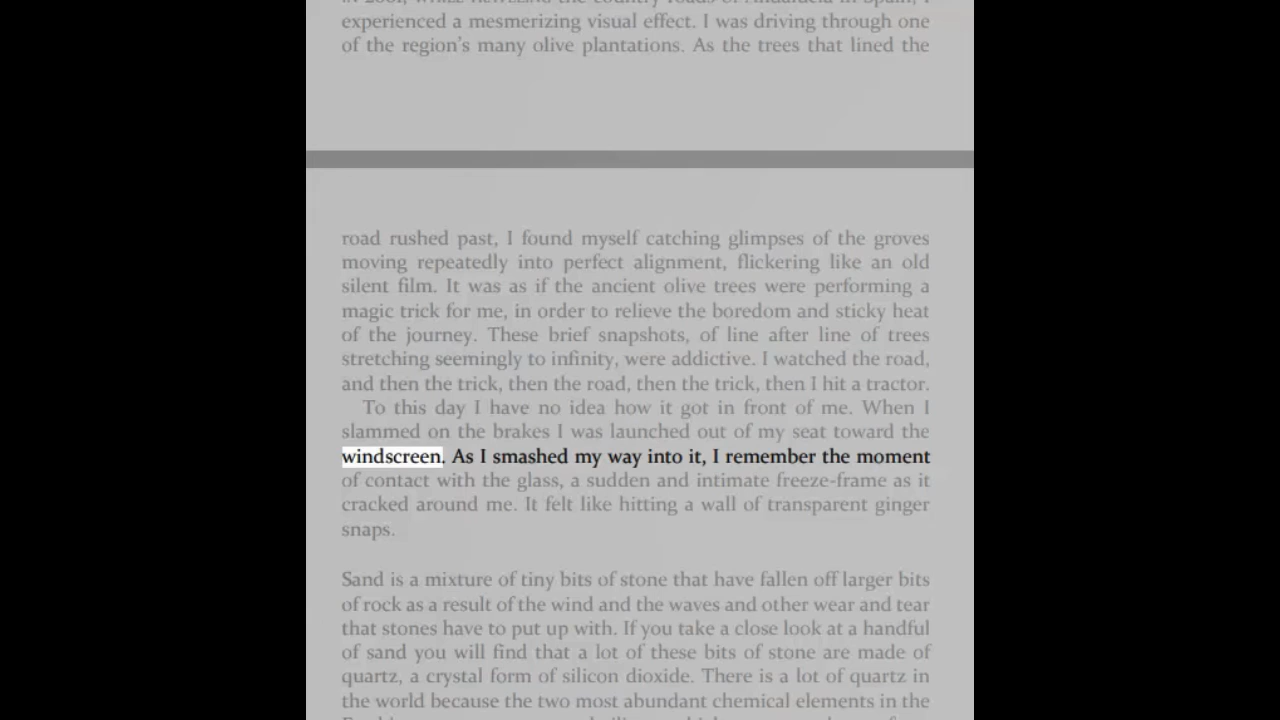 in 2001, while traveling the country roads of Andalucia in Spain, I
experienced a mesmerizing visual effect. I was driving through one
of the region's many olive plantations. As the trees that lined the
road rushed past, I found myself catching glimpses of the groves
moving repeatedly into perfect alignment, flickering like an old
silent film. It was as if the ancient olive trees were performing a
magic trick for me, in order to relieve the boredom and sticky heat
of the journey. These brief snapshots, of line after line of trees
stretching seemingly to infinity, were addictive. I watched the road,
and then the trick, then the road, then the trick, then I hit a tractor.
To this day I have no idea how it got in front of me. When I
slammed on the brakes I was launched out of my seat toward the
windscreen. As I smashed my way into it, I remember the moment
of contact with the glass, a sudden and intimate freeze-frame as it
cracked around me. It felt like hitting a wall of transparent ginger
snaps.
Sand is a mixture of tiny bits of stone that have fallen off larger bits
of rock as a result of the wind and the waves and other wear and tear
that stones have to put up with. If you take a close look at a handful
of sand you will find that a lot of these bits of stone are made of
quartz, a crystal form of silicon dioxide. There is a lot of quartz in
the world because the two most abundant chemical elements in the